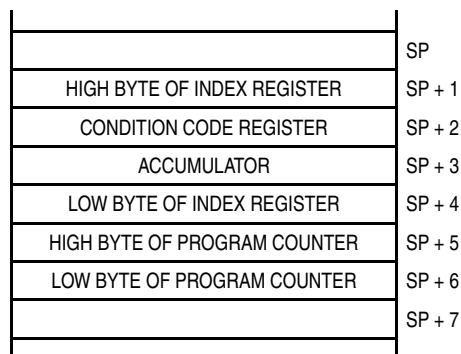 SP
HIGH BYTE OF INDEX REGISTER SP + 1
CONDITION CODE REGISTER SP + 2
ACCUMULATOR SP + 3
LOW BYTE OF INDEX REGISTER SP + 4
HIGH BYTE OF PROGRAM COUNTER SP + 5
LOW BYTE OF PROGRAM COUNTER SP + 6
SP + 7